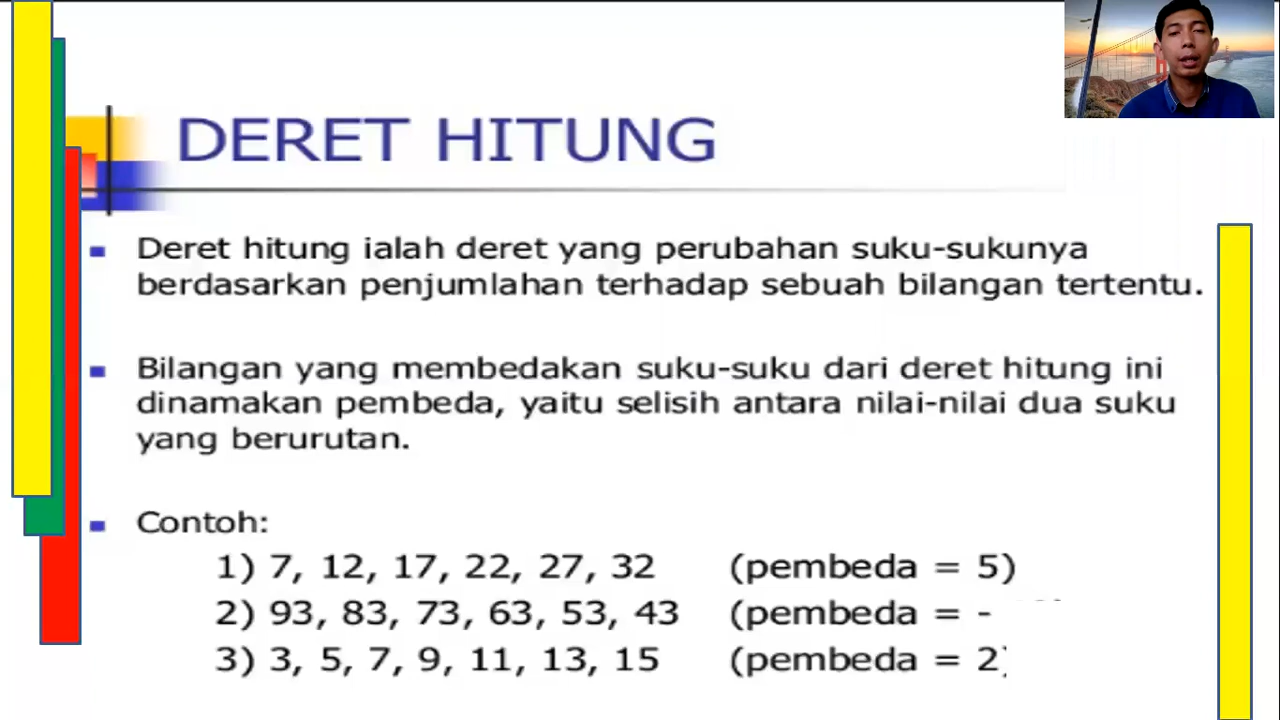 DERET HITUNG
Deret hitung ialah deret yang perubahan suku-sukunya
berdasarkan penjumlahan terhadap sebuah bilangan tertentu.
Bilangan yang membedakan suku-suku dari deret hitung ini
dinamakan pembeda, yaitu selisih antara nilai-nilai dua suku
yang berurutan.
Contoh:
1) 7, 12, 17, 22, 27, 32 (pembeda = 5)
2) 93, 83, 73, 63, 53, 43 (pembeda = -
3) 3, 5, 7, 9, 11, 13, 15 (pembeda = 2)